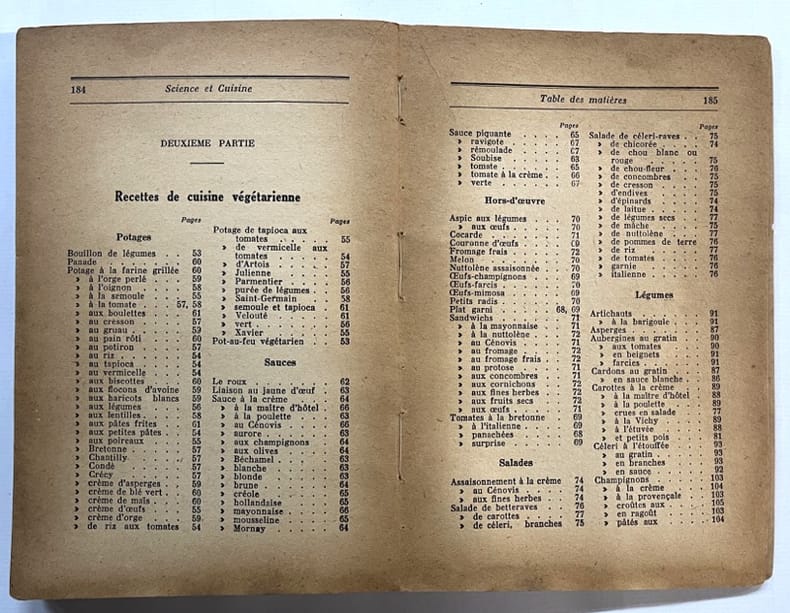 184 Science et Cuisine
DEUXIEME PARTIE
Recettes de cuisine végétarienne
Pages
Potages
Bouillon de légumes . . . 53
Panade . . . . . . . . 60
Potage à la farine grillée 60
» à l'orge perlé . . . 59
» à l'oignon . . . . . 58
» à la semoule . . . 55
» à la tomate . . . 57, 58
» aux boulettes . . . 61
» au cresson . . . . 57
» au gruau . . . . . 59
» au pain rôti . . . 60
» au potiron . . . . 57
» au riz . . . . . . 54
» au tapioca . . . . 54
» au vermicelle . . . 54
» aux biscottes . . . 60
» aux flocons d'avoine 59
» aux haricots blancs 59
» aux légumes . . . 56
» aux lentilles . . . 58
» aux pâtes frites . . 61
» aux petites pâtes . . 54
» aux poireaux . . . 55
» Bretonne . . . . . 57
» Chantilly . . . . . 57
» Condé . . . . . . 57
» Crécy . . . . . . 57
» crème d'asperges . . 59
» crème de blé vert . . 60
» crème de maïs . . . 60
» crème d'œufs . . . 55
» crème d'orge . . . 59
» de riz aux tomates 54
Pages
Potage de tapioca aux
tomates . . . . . 55
» de vermicelle aux
tomates . . . . . 54
» d'Artois . . . . . 57
» Julienne . . . . . 55
» Parmentier . . . . 56
» purée de légumes . . 56
» Saint-Germain . . . 58
» semoule et tapioca . 61
» Velouté . . . . . 61
» vert . . . . . . . 56
» Xavier . . . . . . 55
Pot-au-feu végétarien . . 53
Sauces
Le roux . . . . . . . . 62
Liaison au jaune d'œuf . 63
Sauce à la crème . . . . 64
» à la maître d'hôtel . 66
» à la poulette . . . 63
» au Cénovis . . . . 66
» aurore . . . . . . 63
» aux champignons . . 64
» aux olives . . . . 64
» Béchamel . . . . . 63
» blanche . . . . . . 63
» blonde . . . . . . 63
» brune . . . . . . 64
» créole . . . . . . 65
» hollandaise . . . . 65
» mayonnaise . . . . 66
» mousseline . . . . 65
» Mornay . . . . . . 64
Table des matières 185
Pages
Sauce piquante . . . . . 65
» ravigote . . . . . 67
» rémoulade . . . . 67
» Soubise . . . . . . 63
» tomate . . . . . . 65
» tomate à la crème . . 66
» verte . . . . . . . 67
Hors-d'œuvre
Aspic aux légumes . . . 70
» aux œufs . . . . . 70
Cocarde . . . . . . . . 71
Couronne d'œufs . . . . 69
Fromage frais . . . . . 72
Melon . . . . . . . . . 70
Nuttolène assaisonnée . . 70
Œufs-champignons . . . 69
Œufs-farcis . . . . . . 70
Œufs-mimosa . . . . . 69
Petits radis . . . . . . 70
Plat garni . . . . . 68, 69
Sandwichs . . . . . . . 71
» à la mayonnaise . . 71
» à la nuttolène . . . 72
» au Cénovis . . . . 71
» au fromage . . . . 72
» au fromage frais . . 72
» au protose . . . . 71
» aux concombres . . 71
» aux cornichons . . 72
» aux fines herbes . . 72
» aux fruits secs . . . 72
» aux œufs . . . . . 71
Tomates à la bretonne . . 69
» à l'italienne . . . . 69
» panachées . . . . 68
» surprise . . . . . 69
Salades
Assaisonnement à la crème 74
» au Cénovis . . . . 74
» aux fines herbes . . 74
Salade de betteraves . . . 76
» de carottes . . . . 77
» de céleri, branches 75
Pages
Salade de céleri-raves . . . 75
» de chicorée . . . . 74
» de chou blanc ou
rouge . . . . . 75
» de chou-fleur . . . 76
» de concombres . . . 75
» de cresson . . . . 75
» d'endives . . . . . 75
» d'épinards . . . . 74
» de laitue . . . . . 74
» de légumes secs . . 77
» de mâche . . . . . 75
» de nuttolène . . . 77
» de pommes de terre 76
» de riz . . . . . . 77
» de tomates . . . . 76
» garnie . . . . . . 76
» italienne . . . . . 76
Légumes
Artichauts . . . . . . . 91
» à la barigoule . . . 91
Asperges . . . . . . . 87
Aubergines au gratin . . 90
» aux tomates . . . . 90
» en beignets . . . . 91
» farcies . . . . . . 91
Cardons au gratin . . . 87
» en sauce blanche . . 86
Carottes à la crème . . . 89
» à la maître d'hôtel . 88
» à la poulette . . . 89
» crues en salade . . 77
» à la Vichy . . . . 89
» à l'étuvée . . . . 88
» et petits pois . . . 81
Céleri à l'étouffée . . . 93
» au gratin . . . . . 93
» en branches . . . . 93
» en sauce . . . . . 92
Champignons . . . . . 103
» à la crème . . . . 104
» à la provençale . . 103
» croûtes aux . . . . 105
» en ragoût . . . . . 103
» pâtés aux . . . . . 104